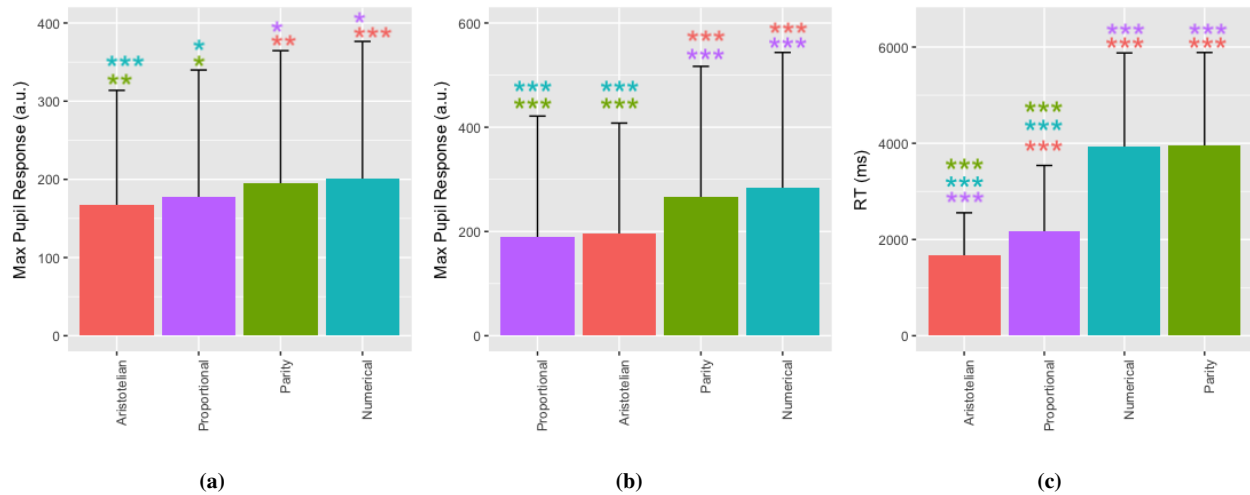 400
300
200
100
0
Max Pupil Response (a.u.)
***
**
*
*
*
**
*
***
Aristotelian
Proportional
Parity
Numerical
(a)
600
400
200
0
Max Pupil Response (a.u.)
***
***
***
***
***
***
***
***
Proportional
Aristotelian
Parity
Numerical
(b)
6000
4000
2000
0
RT (ms)
***
***
***
***
***
***
***
***
***
***
Aristotelian
Proportional
Numerical
Parity
(c)